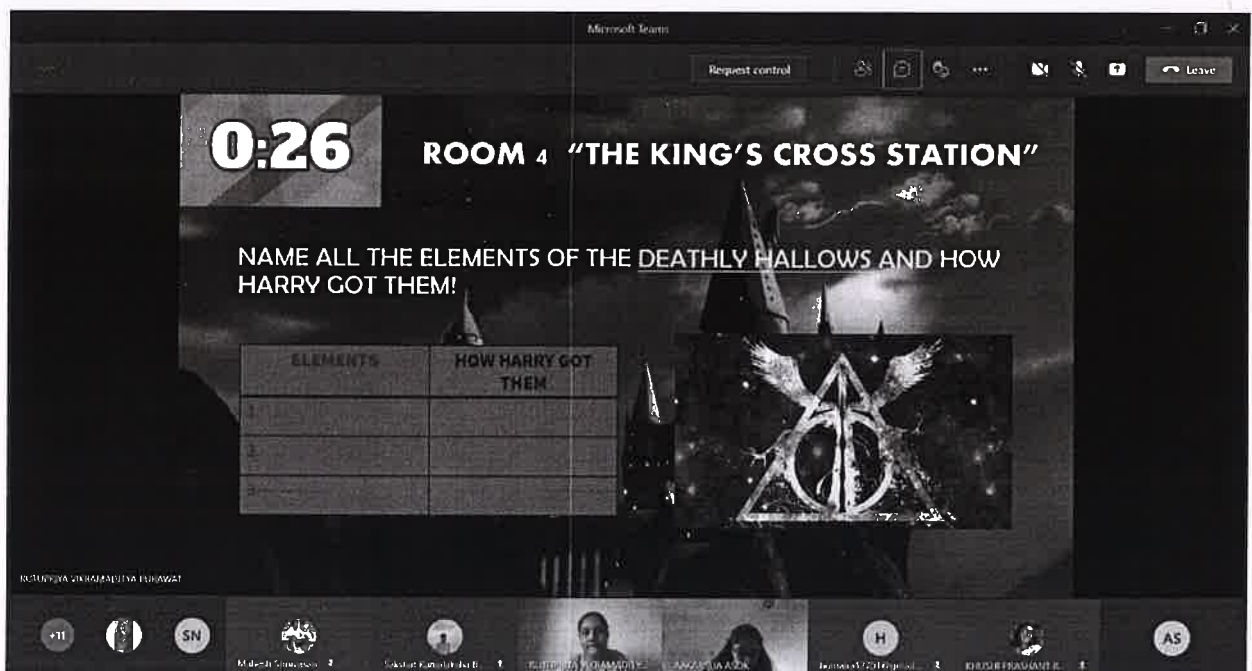 Microsoft Teams
Request control
Leave
0:26
ROOM 4 "THE KING'S CROSS STATION"
NAME ALL THE ELEMENTS OF THE DEATHLY HALLOWS AND HOW
HARRY GOT THEM!
ELEMENTS
HOW HARRY GOT
THEM
1.
2.
3.
+11
SN
H
AS